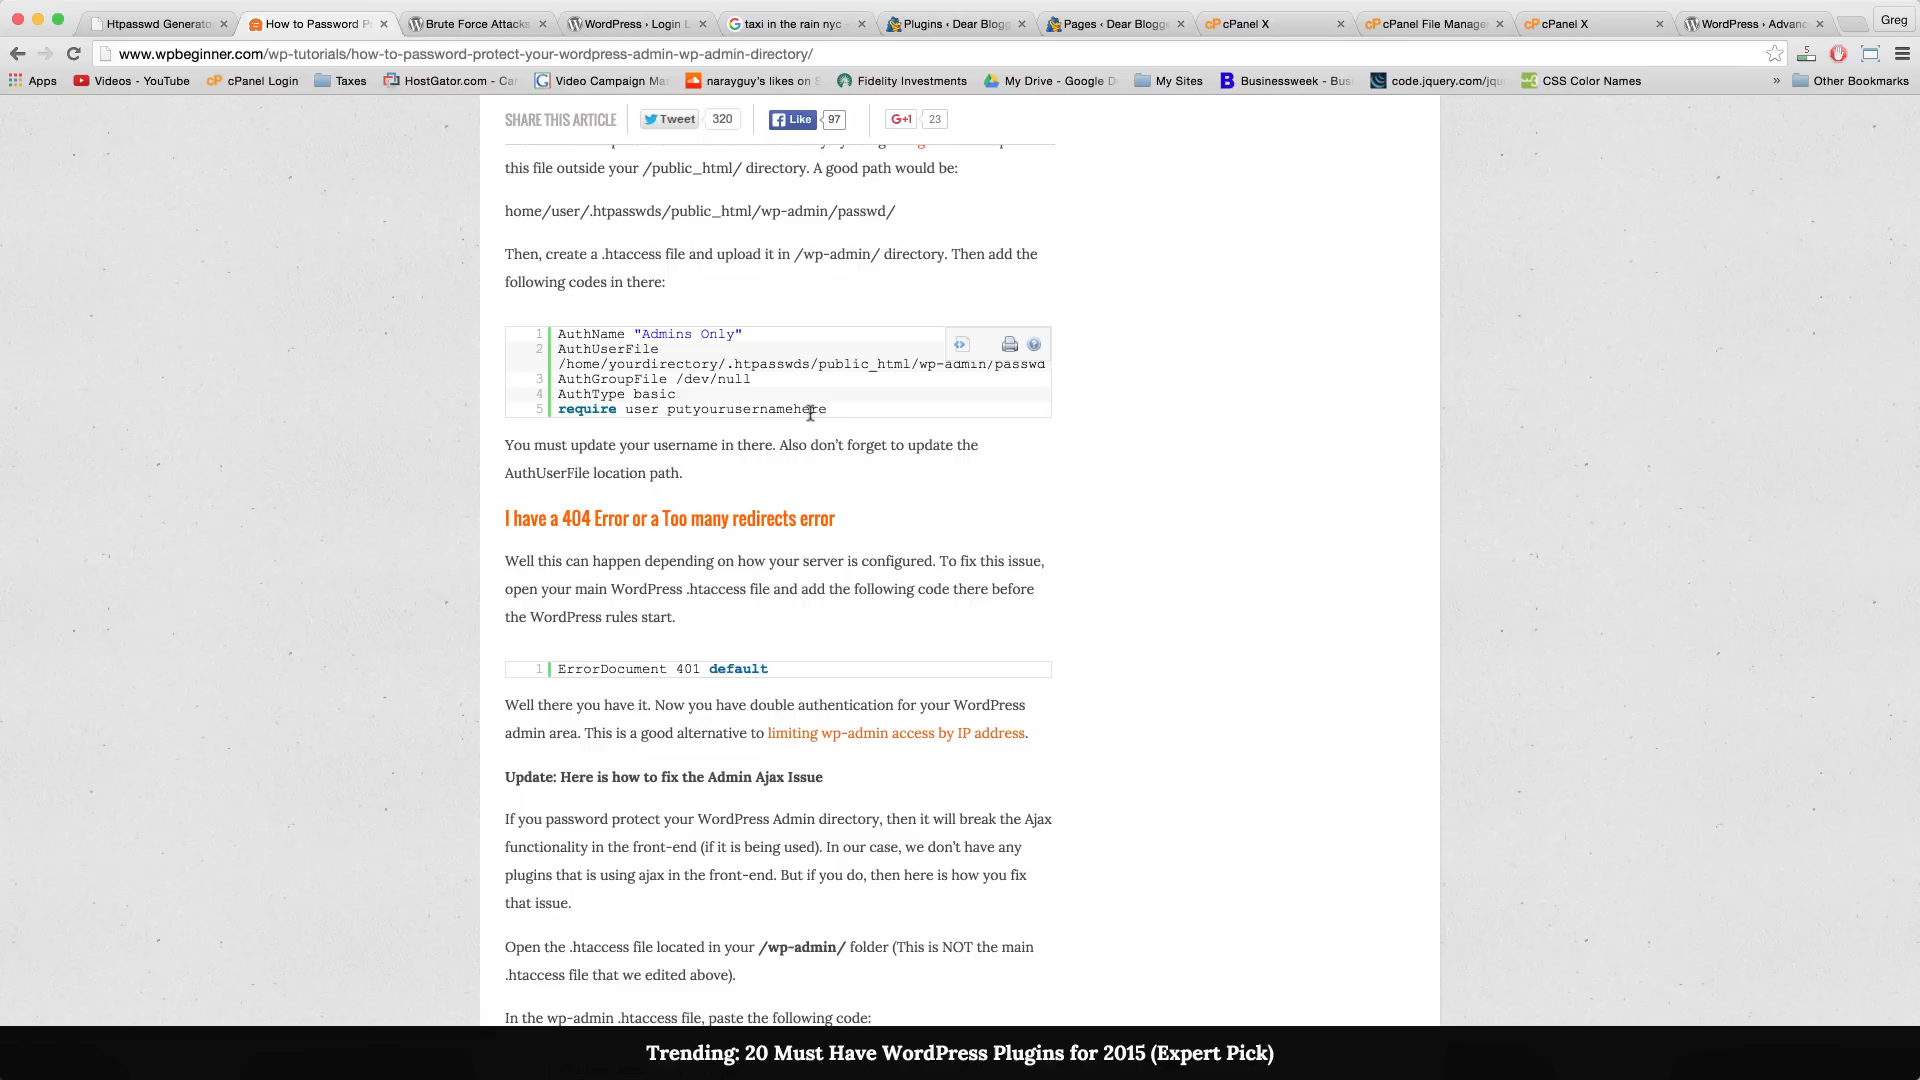 Htpasswd Generato
How to Password P
Brute Force Attacks
WordPress › Login L
taxi in the rain nyc -
Plugins ‹ Dear Blogg
Pages ‹ Dear Blogge
cPanel X
cPanel File Manage
cPanel X
WordPress › Advan
Greg
www.wpbeginner.com/wp-tutorials/how-to-password-protect-your-wordpress-admin-wp-admin-directory/
5
Apps
Videos - YouTube
cPanel Login
Taxes
HostGator.com - Ca
Video Campaign Ma
narayguy's likes on S
Fidelity Investments
My Drive - Google D
My Sites
Businessweek - Bus
code.jquery.com/jqu
CSS Color Names
»
Other Bookmarks
SHARE THIS ARTICLE
Tweet 320
Like 97
G+1 23
this file outside your /public_html/ directory. A good path would be:
home/user/.htpasswds/public_html/wp-admin/passwd/
Then, create a .htaccess file and upload it in /wp-admin/ directory. Then add the
following codes in there:
1 AuthName "Admins Only"
2 AuthUserFile
/home/yourdirectory/.htpasswds/public_html/wp-admin/passwd
3 AuthGroupFile /dev/null
4 AuthType basic
5 require user putyourusernamehere
You must update your username in there. Also don't forget to update the
AuthUserFile location path.
I have a 404 Error or a Too many redirects error
Well this can happen depending on how your server is configured. To fix this issue,
open your main WordPress .htaccess file and add the following code there before
the WordPress rules start.
1 ErrorDocument 401 default
Well there you have it. Now you have double authentication for your WordPress
admin area. This is a good alternative to limiting wp-admin access by IP address.
Update: Here is how to fix the Admin Ajax Issue
If you password protect your WordPress Admin directory, then it will break the Ajax
functionality in the front-end (if it is being used). In our case, we don't have any
plugins that is using ajax in the front-end. But if you do, then here is how you fix
that issue.
Open the .htaccess file located in your /wp-admin/ folder (This is NOT the main
.htaccess file that we edited above).
In the wp-admin .htaccess file, paste the following code:
Trending: 20 Must Have WordPress Plugins for 2015 (Expert Pick)